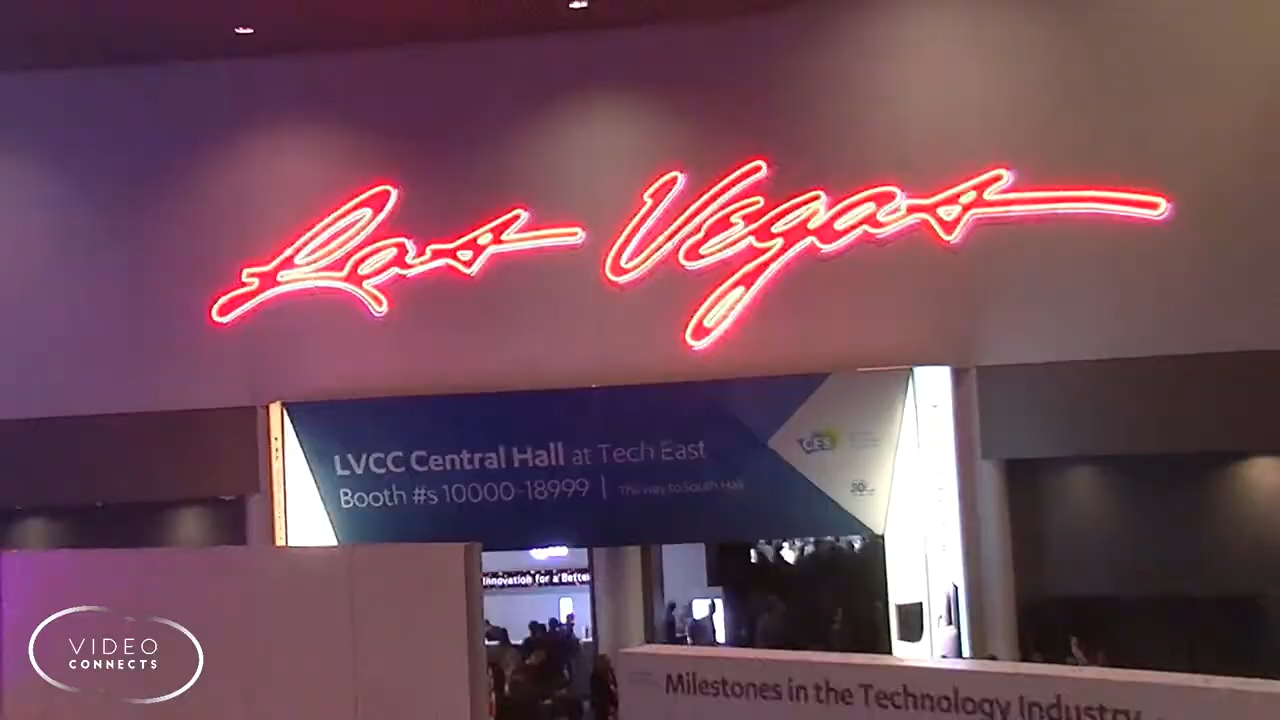 Las Vegas
LVCC Central Hall at Tech East
Booth #s 10000-18999 | This way to South Hall
CES
Innovation for a Better
Milestones in the Technology Industry
VIDEO
CONNECTS